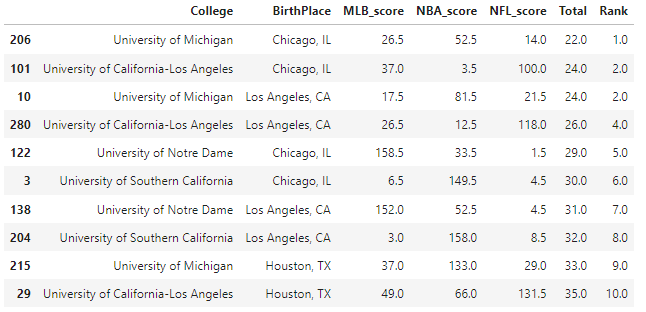 College BirthPlace MLB_score NBA_score NFL_score Total Rank
206 University of Michigan Chicago, IL 26.5 52.5 14.0 22.0 1.0
101 University of California-Los Angeles Chicago, IL 37.0 3.5 100.0 24.0 2.0
10 University of Michigan Los Angeles, CA 17.5 81.5 21.5 24.0 2.0
280 University of California-Los Angeles Los Angeles, CA 26.5 12.5 118.0 26.0 4.0
122 University of Notre Dame Chicago, IL 158.5 33.5 1.5 29.0 5.0
3 University of Southern California Chicago, IL 6.5 149.5 4.5 30.0 6.0
138 University of Notre Dame Los Angeles, CA 152.0 52.5 4.5 31.0 7.0
204 University of Southern California Los Angeles, CA 3.0 158.0 8.5 32.0 8.0
215 University of Michigan Houston, TX 37.0 133.0 29.0 33.0 9.0
29 University of California-Los Angeles Houston, TX 49.0 66.0 131.5 35.0 10.0